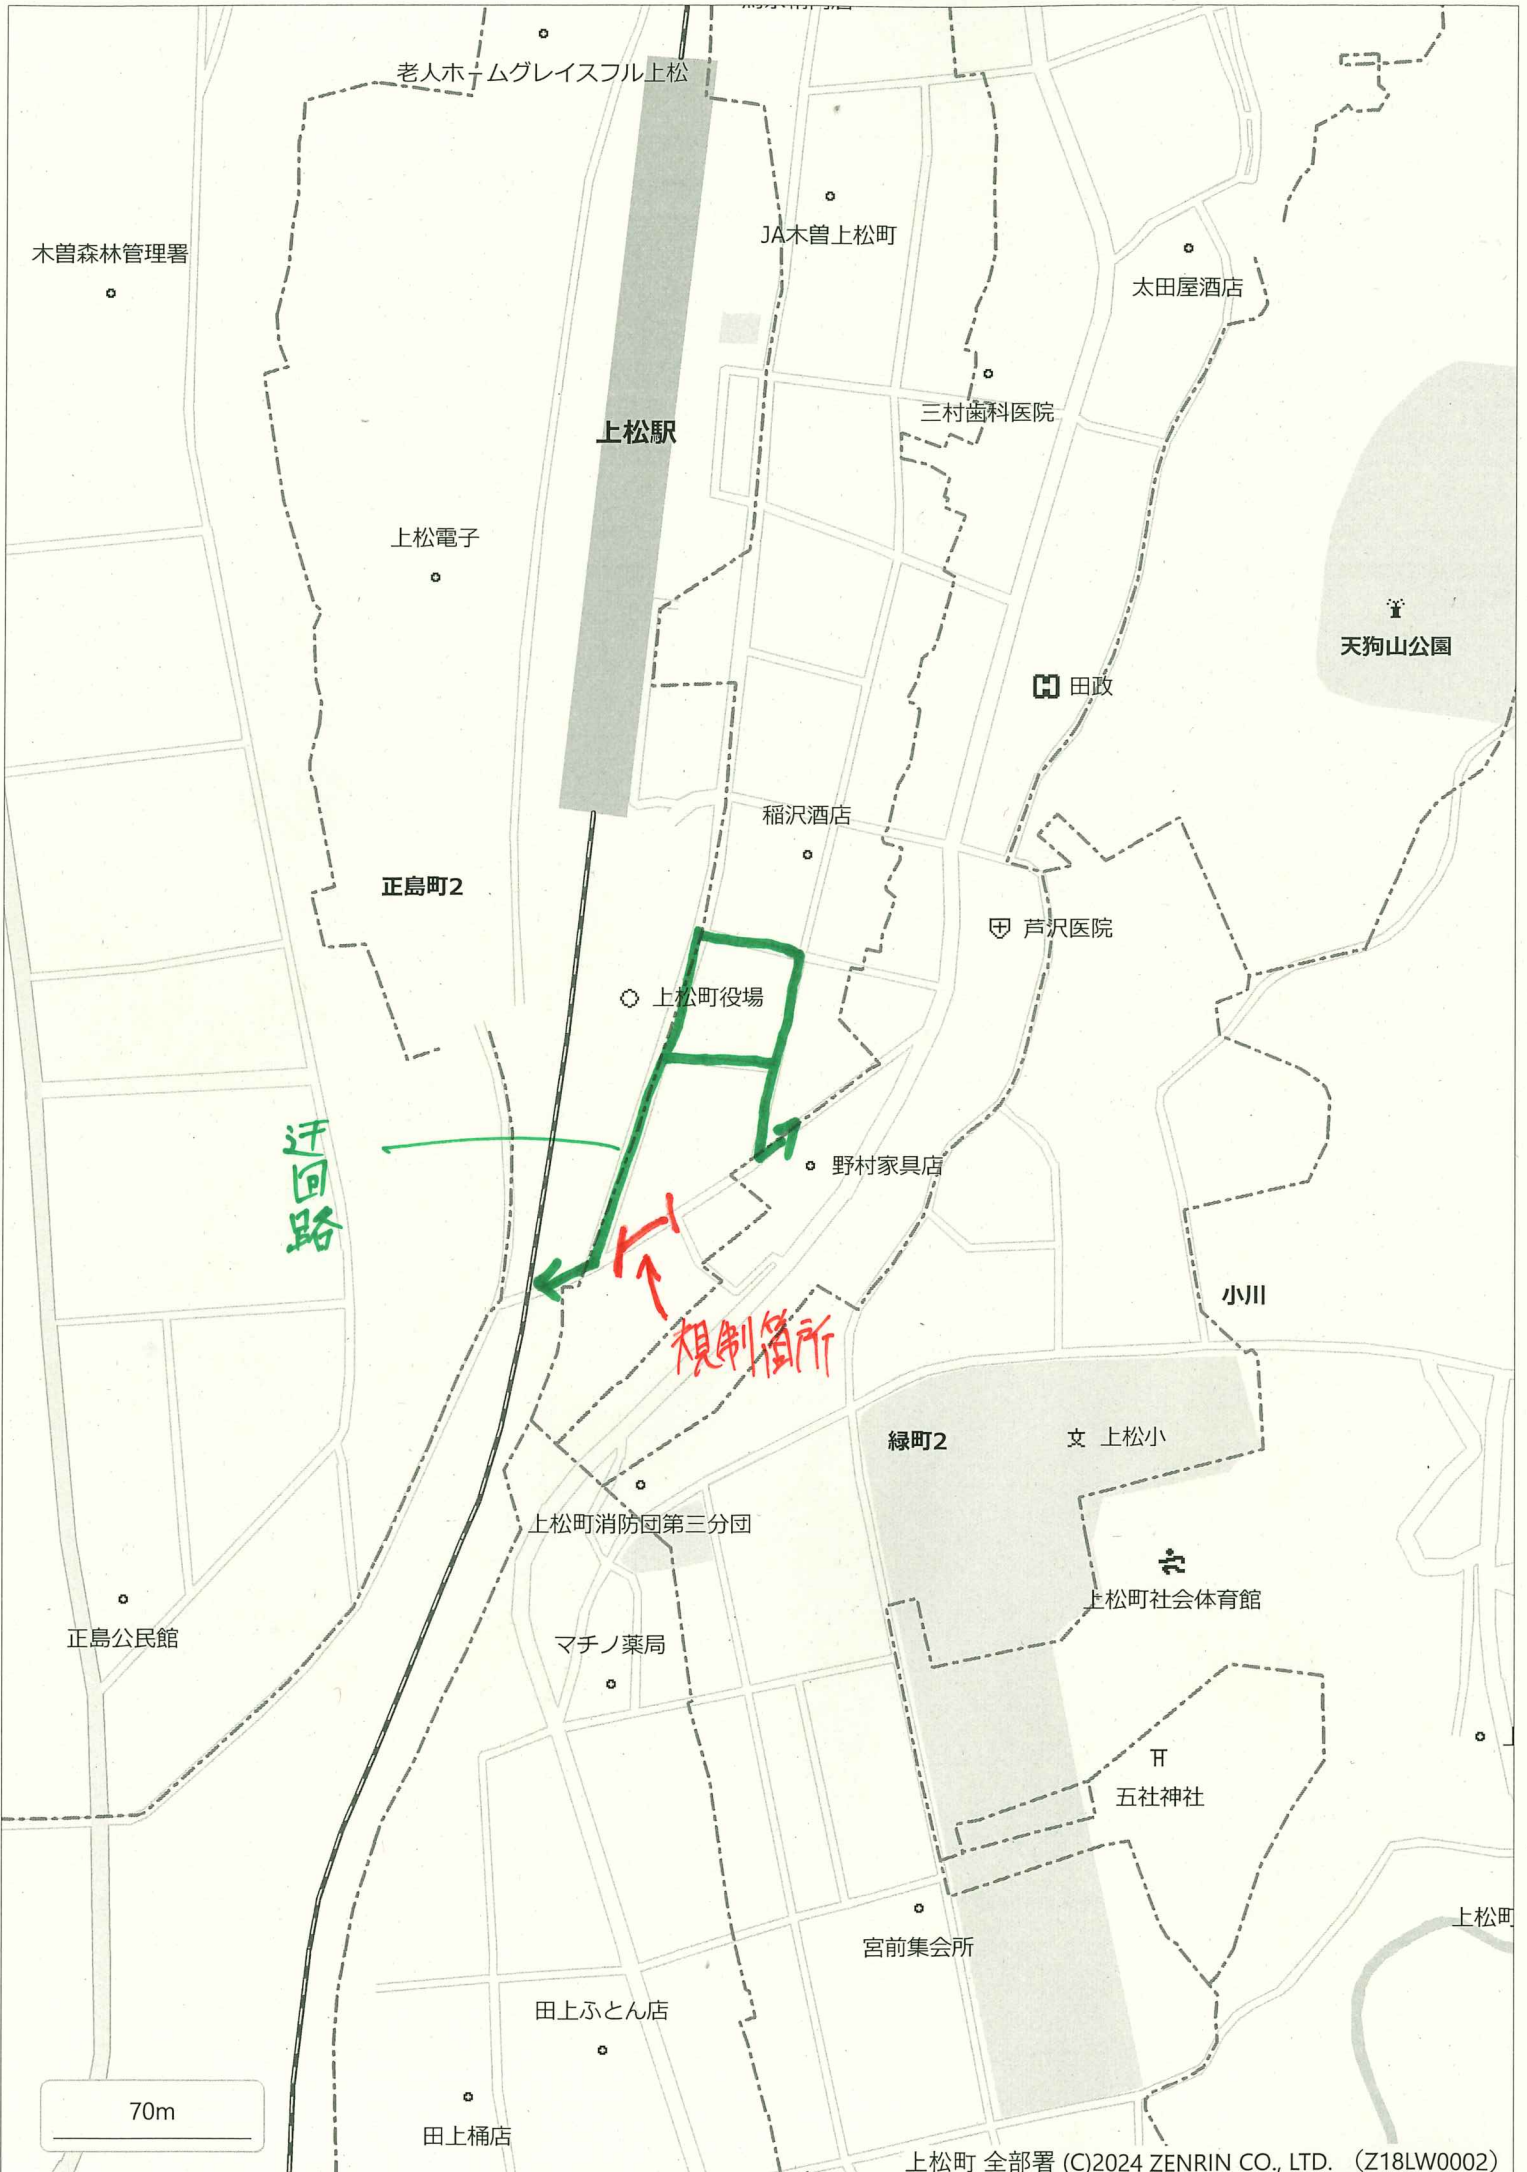 老人ホームグレイスフル上松
木曽森林管理署
JA木曽上松町
太田屋酒店
三村歯科医院
上松駅
上松電子
天狗山公園
田政
稲沢酒店
正島町2
芦沢医院
上松町役場
迂回路
野村家具店
小川
規制箇所
緑町2
上松小
上松町消防団第三分団
上松町社会体育館
正島公民館
マチノ薬局
五社神社
上松町
宮前集会所
田上ふとん店
70m
田上桶店
上松町 全部署 (C)2024 ZENRIN CO., LTD. (Z18LW0002)